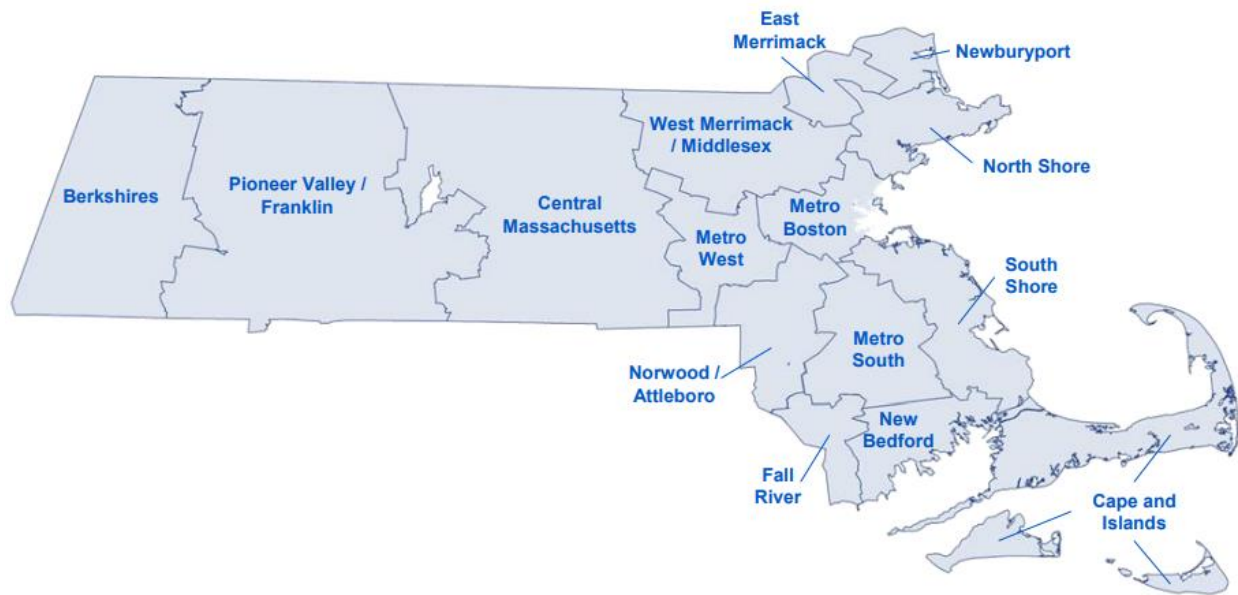 East
Merrimack
Newburyport
West Merrimack
/ Middlesex
North Shore
Berkshires
Pioneer Valley /
Franklin
Central
Massachusetts
Metro
Boston
Metro
West
South
Shore
Metro
South
Norwood /
Attleboro
New
Bedford
Fall
River
Cape and
Islands